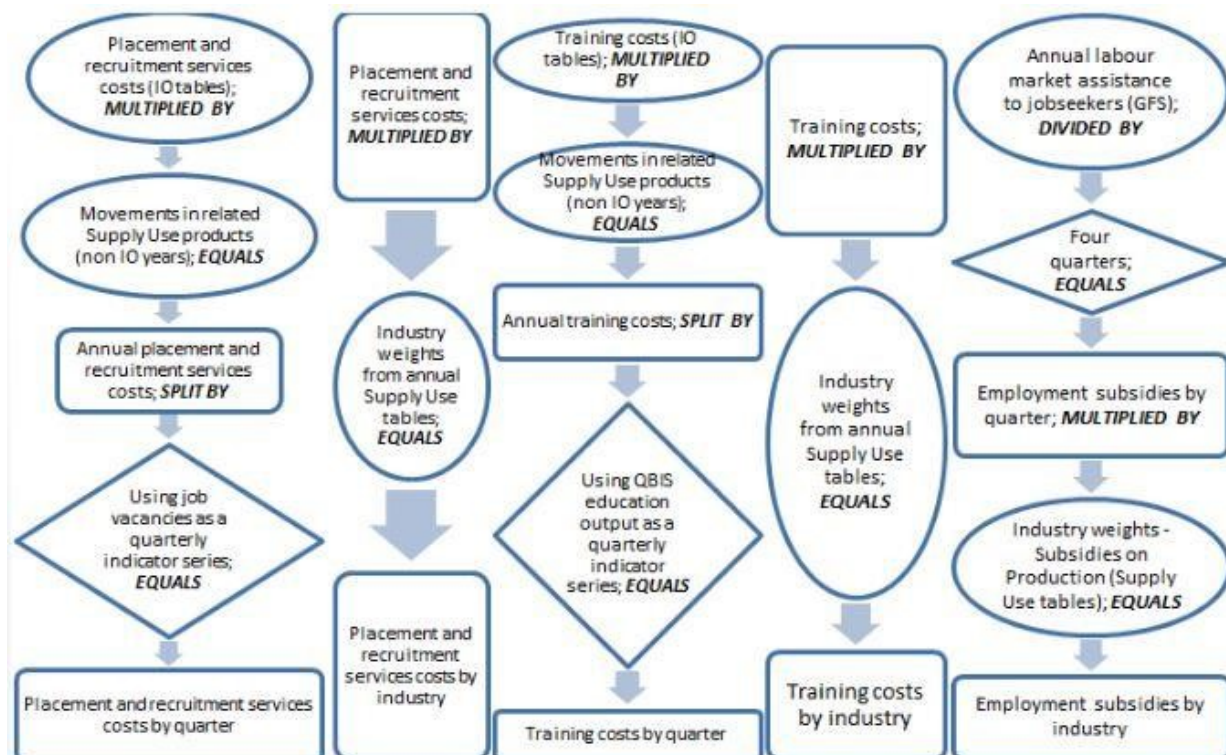 Placement and
recruitment services
costs (IO tables);
MULTIPLIED BY
Movements in related
Supply Use products
(non IO years); EQUALS
Annual placement and
recruitment services
costs; SPLIT BY
Using job
vacancies as a
quarterly
indicator series;
EQUALS
Placement and recruitment services
costs by quarter
Placement and
recruitment
services costs;
MULTIPLIED BY
Industry
weights
from annual
Supply Use
tables;
EQUALS
Placement and
recruitment
services costs by
industry
Training costs (IO
tables); MULTIPLIED
BY
Movements in related
Supply Use products
(non IO years);
EQUALS
Annual training costs; SPLIT BY
Using QBIS
education
output as a
quarterly
indicator
series; EQUALS
Training costs by quarter
Training costs;
MULTIPLIED BY
Industry
weights
from annual
Supply Use
tables;
EQUALS
Training costs
by industry
Annual labour
market assistance
to jobseekers (GFS);
DIVIDED BY
Four
quarters;
EQUALS
Employment subsidies by
quarter; MULTIPLIED BY
Industry weights -
Subsidies on
Production (Supply
Use tables); EQUALS
Employment subsidies by
industry